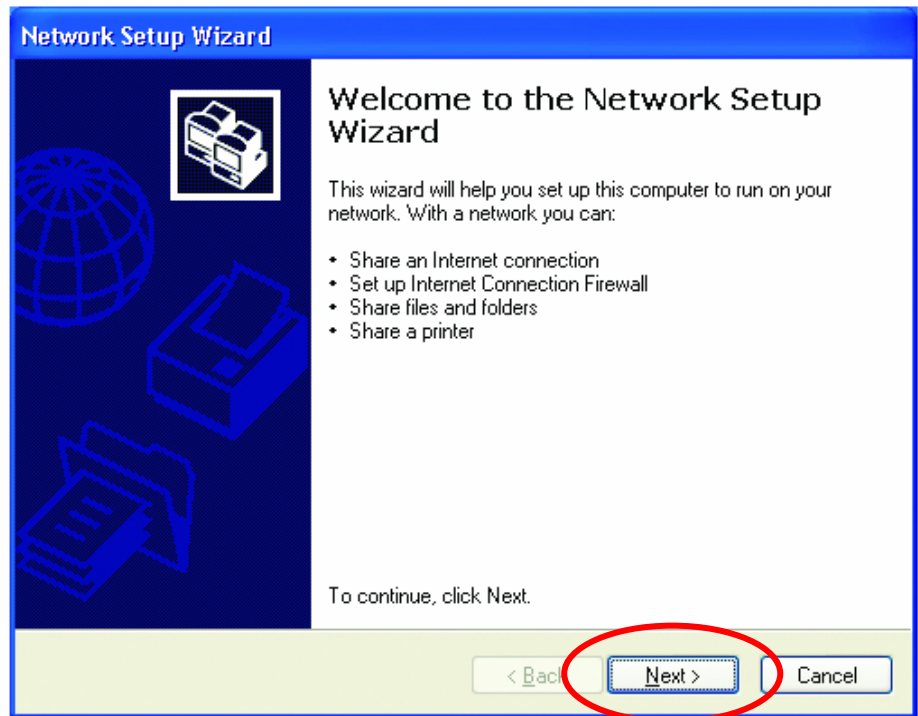 Network Setup Wizard
Welcome to the Network Setup
Wizard
This wizard will help you set up this computer to run on your
network. With a network you can:
• Share an Internet connection
• Set up Internet Connection Firewall
• Share files and folders
• Share a printer
To continue, click Next.
< Back
Next >
Cancel